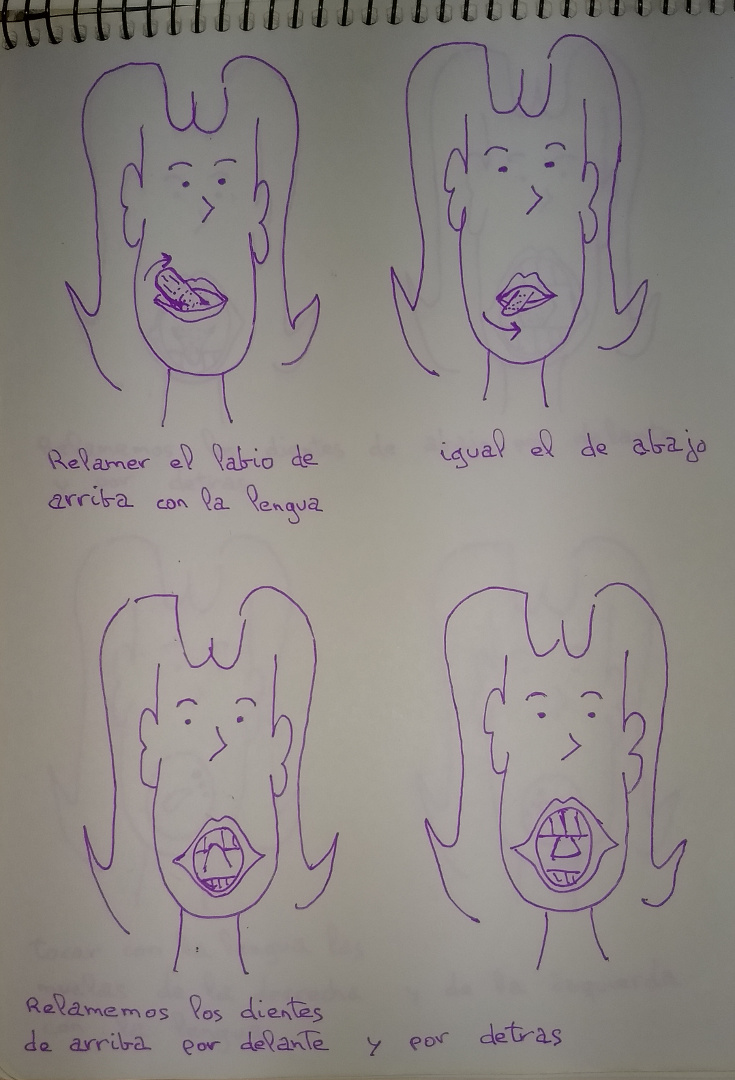 Relamer el labio de
arriba con la lengua
igual el de abajo
Relamemos los dientes
de arriba por delante y por detras